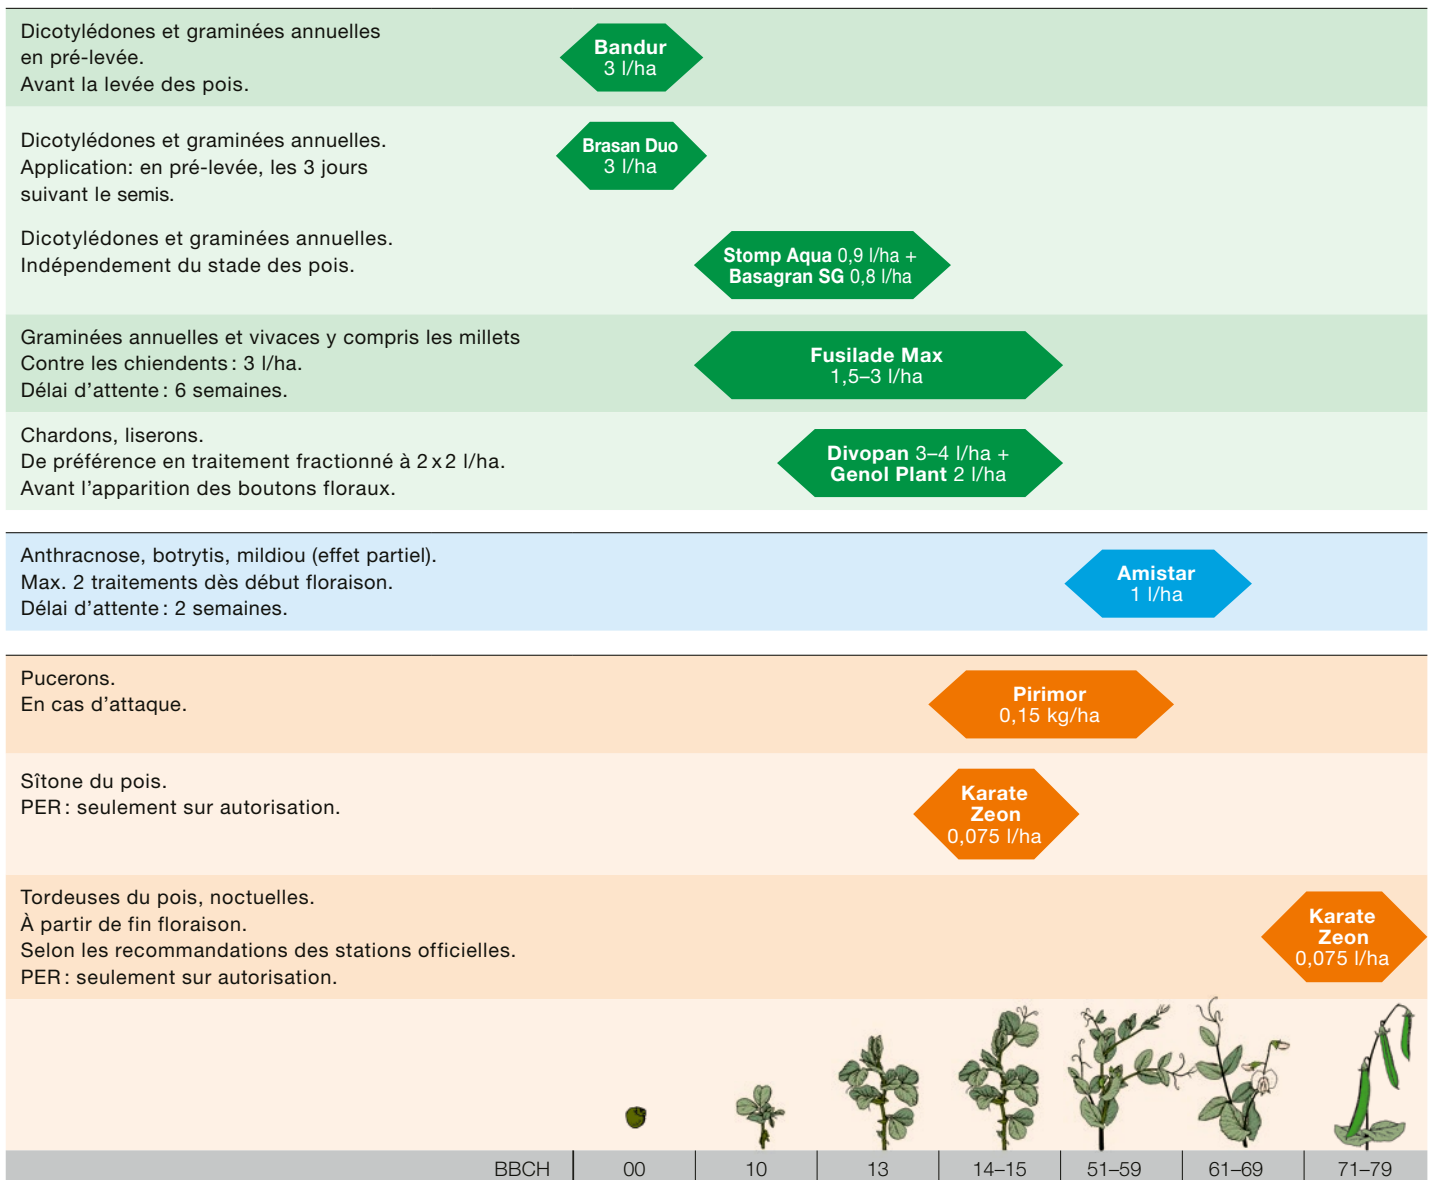 Dicotylédones et graminées annuelles
en pré-levée.
Avant la levée des pois.
Bandur
3 l/ha
Dicotylédones et graminées annuelles.
Application: en pré-levée, les 3 jours
suivant le semis.
Brasan Duo
3 l/ha
Dicotylédones et graminées annuelles.
Indépendement du stade des pois.
Stomp Aqua 0,9 l/ha +
Basagran SG 0,8 l/ha
Graminées annuelles et vivaces y compris les millets
Contre les chiendents : 3 l/ha.
Délai d'attente : 6 semaines.
Fusilade Max
1,5–3 l/ha
Chardons, liserons.
De préférence en traitement fractionné à 2 x 2 l/ha.
Avant l'apparition des boutons floraux.
Divopan 3–4 l/ha +
Genol Plant 2 l/ha
Anthracnose, botrytis, mildiou (effet partiel).
Max. 2 traitements dès début floraison.
Délai d'attente : 2 semaines.
Amistar
1 l/ha
Pucerons.
En cas d'attaque.
Pirimor
0,15 kg/ha
Sîtone du pois.
PER : seulement sur autorisation.
Karate
Zeon
0,075 l/ha
Tordeuses du pois, noctuelles.
À partir de fin floraison.
Selon les recommandations des stations officielles.
PER : seulement sur autorisation.
Karate
Zeon
0,075 l/ha
BBCH 00 10 13 14–15 51–59 61–69 71–79